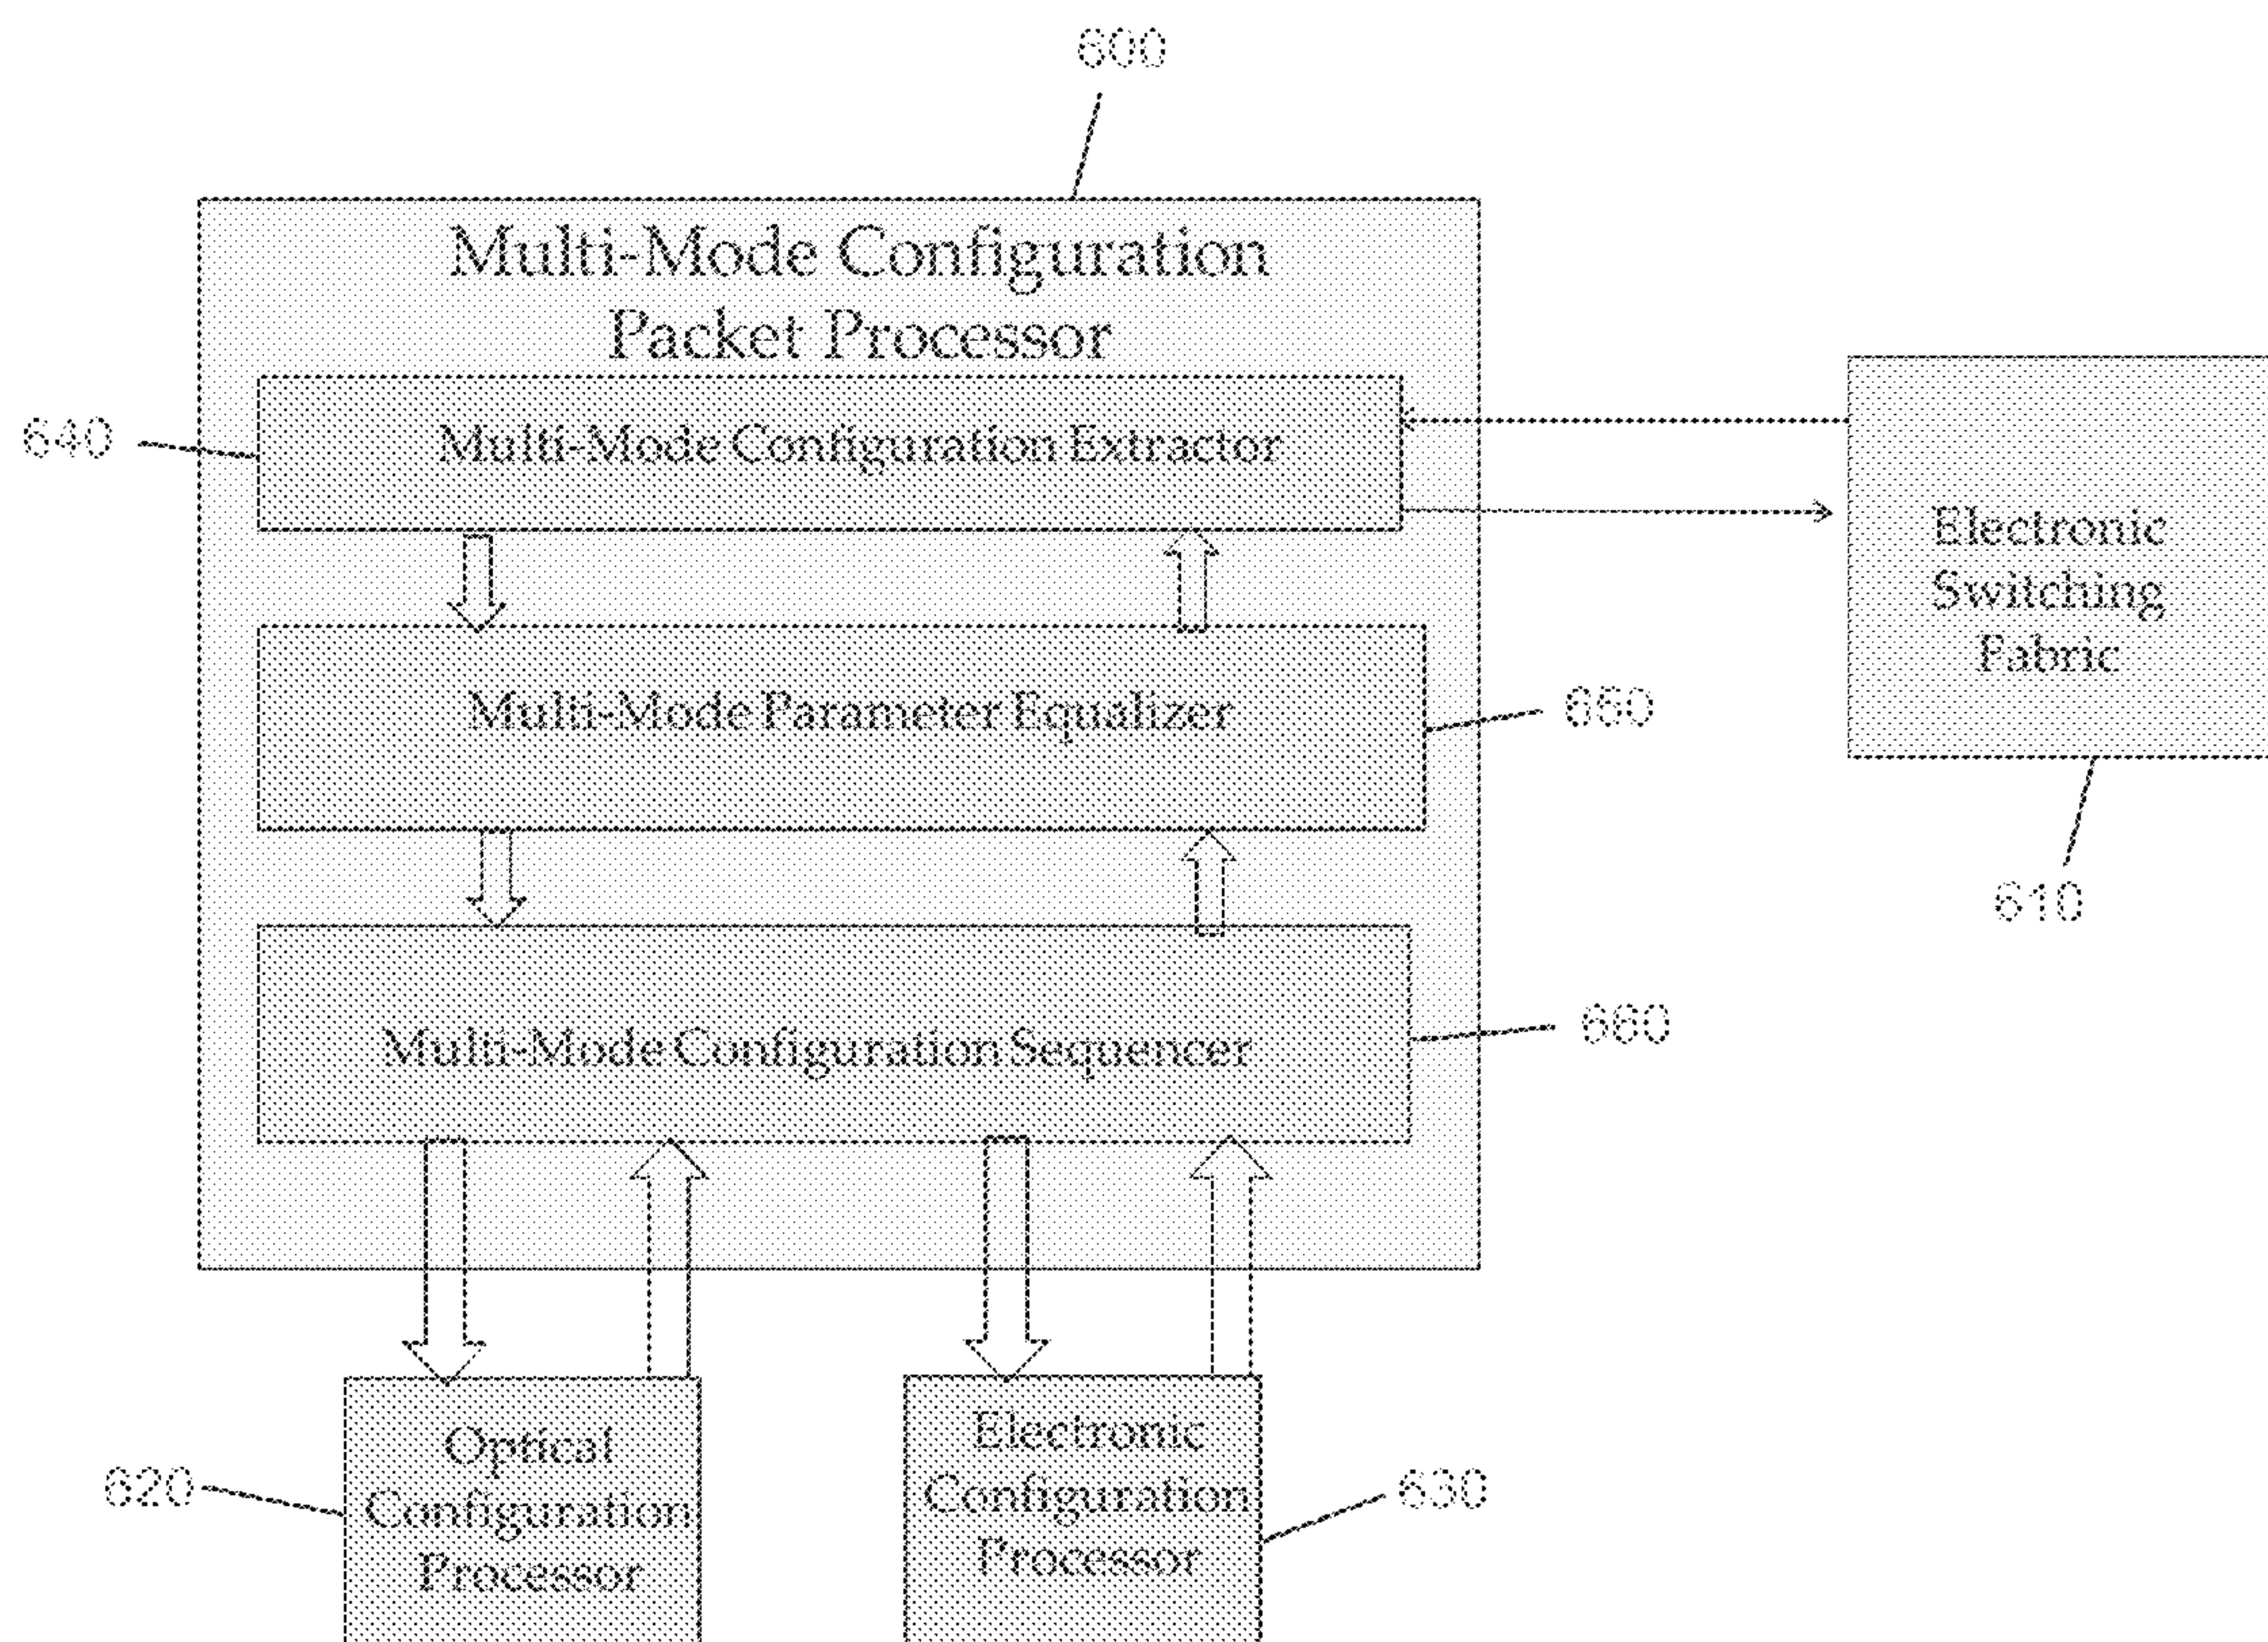 600
Multi-Mode Configuration
Packet Processor
640
Multi-Mode Configuration Extractor
Electronic
Switching
Fabric
Multi-Mode Parameter Equalizer
650
610
Multi-Mode Configuration Sequencer
660
Optical
Configuration
Processor
620
Electronic
Configuration
Processor
630